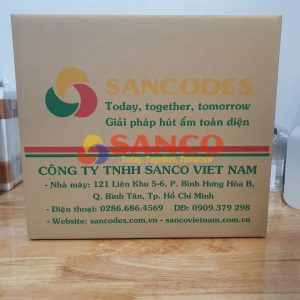 SANCODES
Today, together, tomorrow
Giải pháp hút ẩm toàn diện
SANCO
Today, Together, Tomorrow
CÔNG TY TNHH SANCO VIET NAM
- Nhà máy: 121 Liên Khu 5-6, P. Bình Hưng Hòa B,
Q. Bình Tân, Tp. Hồ Chí Minh
- Điện thoại: 0286.686.4569 DĐ: 0909.379 298
- Website: sancodes.com.vn - sancovietnam.com.vn